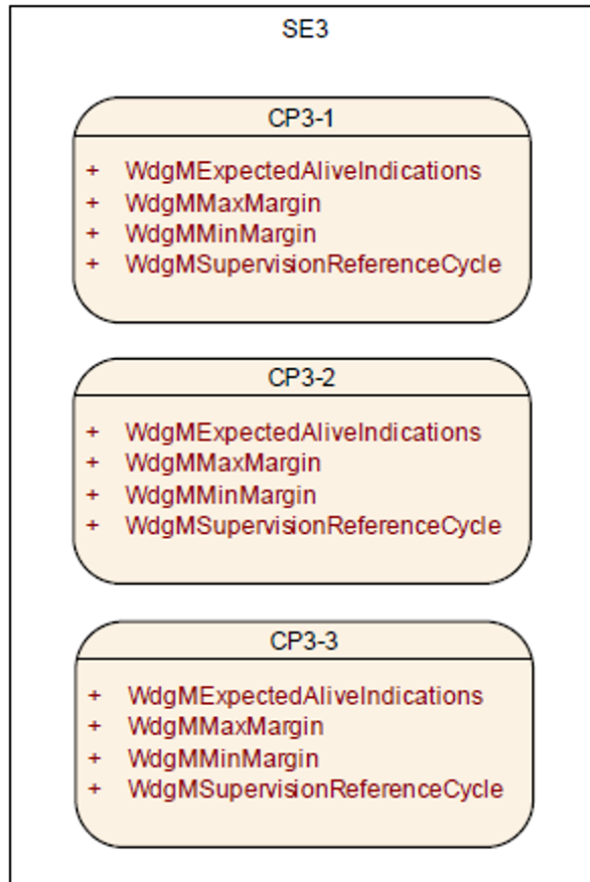 SE3
CP3-1
+ WdgMExpectedAliveIndications
+ WdgMMaxMargin
+ WdgMMinMargin
+ WdgMSupervisionReferenceCycle
CP3-2
+ WdgMExpectedAliveIndications
+ WdgMMaxMargin
+ WdgMMinMargin
+ WdgMSupervisionReferenceCycle
CP3-3
+ WdgMExpectedAliveIndications
+ WdgMMaxMargin
+ WdgMMinMargin
+ WdgMSupervisionReferenceCycle